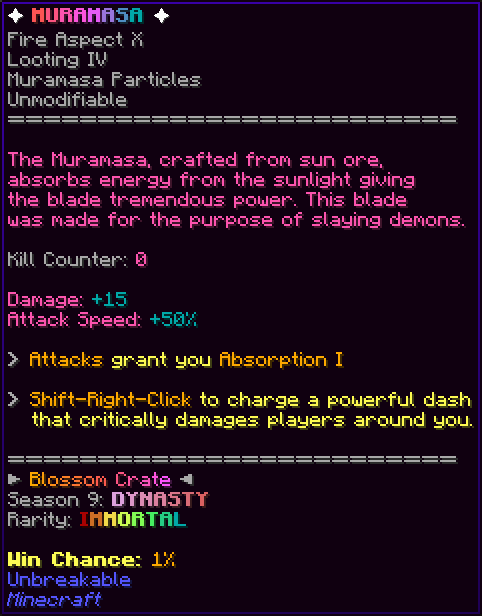 ✦ MURAMASA ✦
Fire Aspect X
Looting IV
Muramasa Particles
Unmodifiable
==============================
The Muramasa, crafted from sun ore,
absorbs energy from the sunlight giving
the blade tremendous power. This blade
was made for the purpose of slaying demons.
Kill Counter: 0
Damage: +15
Attack Speed: +50%
> Attacks grant you Absorption I
> Shift-Right-Click to charge a powerful dash
that critically damages players around you.
==============================
► Blossom Crate ◄
Season 9: DYNASTY
Rarity: IMMORTAL
Win Chance: 1%
Unbreakable
Minecraft